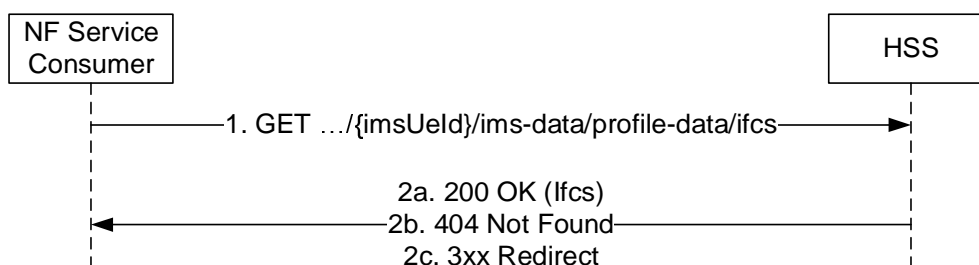 NF Service
Consumer
HSS
1. GET …/{imsUeId}/ims-data/profile-data/ifcs
2a. 200 OK (Ifcs)
2b. 404 Not Found
2c. 3xx Redirect